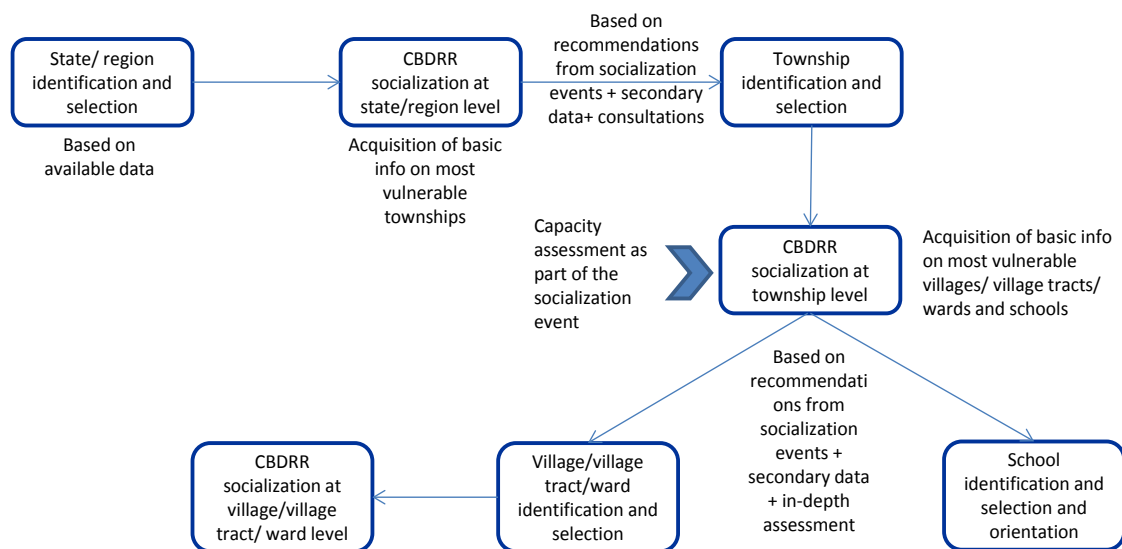 State/ region
identification and
selection
Based on
available data
CBDRR
socialization at
state/region level
Acquisition of basic
info on most
vulnerable
townships
Based on
recommendations
from socialization
events + secondary
data+ consultations
Township
identification and
selection
Capacity
assessment as
part of the
socialization
event
CBDRR
socialization at
township level
Acquisition of basic info
on most vulnerable
villages/ village tracts/
wards and schools
Based on
recommendati
ons from
socialization
events +
secondary data
+ in-depth
assessment
CBDRR
socialization at
village/village
tract/ ward level
Village/village
tract/ward
identification and
selection
School
identification and
selection and
orientation